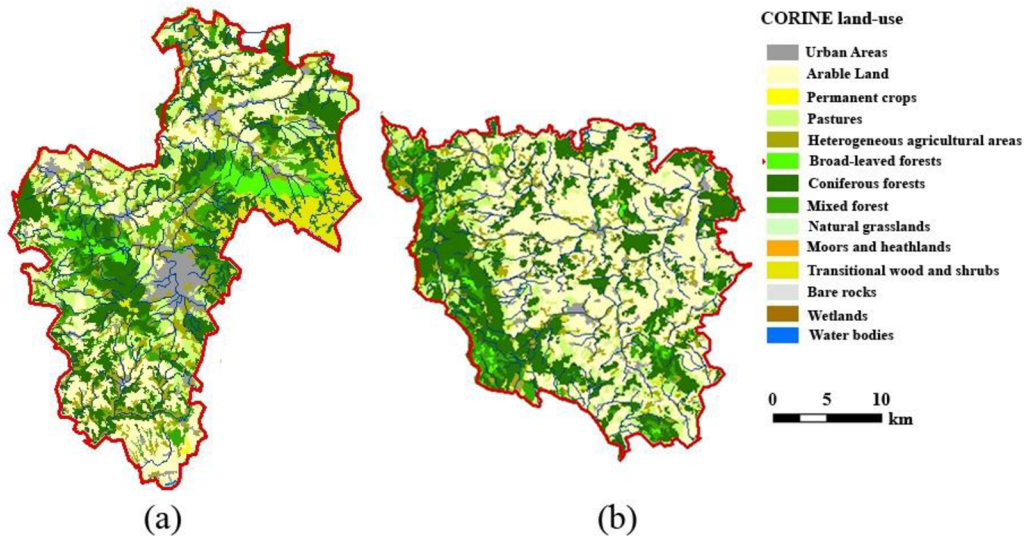 CORINE land-use
Urban Areas
Arable Land
Permanent crops
Pastures
Heterogeneous agricultural areas
Broad-leaved forests
Coniferous forests
Mixed forest
Natural grasslands
Moors and heathlands
Transitional wood and shrubs
Bare rocks
Wetlands
Water bodies
0 5 10
km
(a) (b)